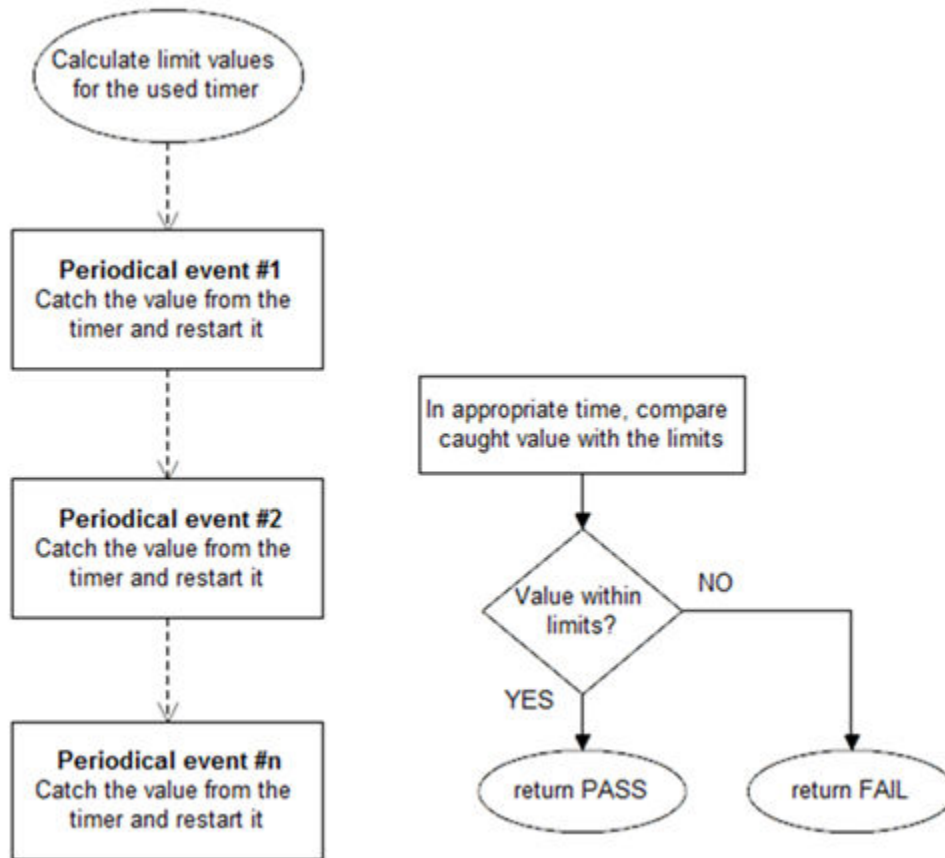 Calculate limit values
for the used timer
Periodical event #1
Catch the value from the
timer and restart it
Periodical event #2
Catch the value from the
timer and restart it
Periodical event #n
Catch the value from the
timer and restart it
In appropriate time, compare
caught value with the limits
Value within
limits?
NO
YES
return PASS
return FAIL